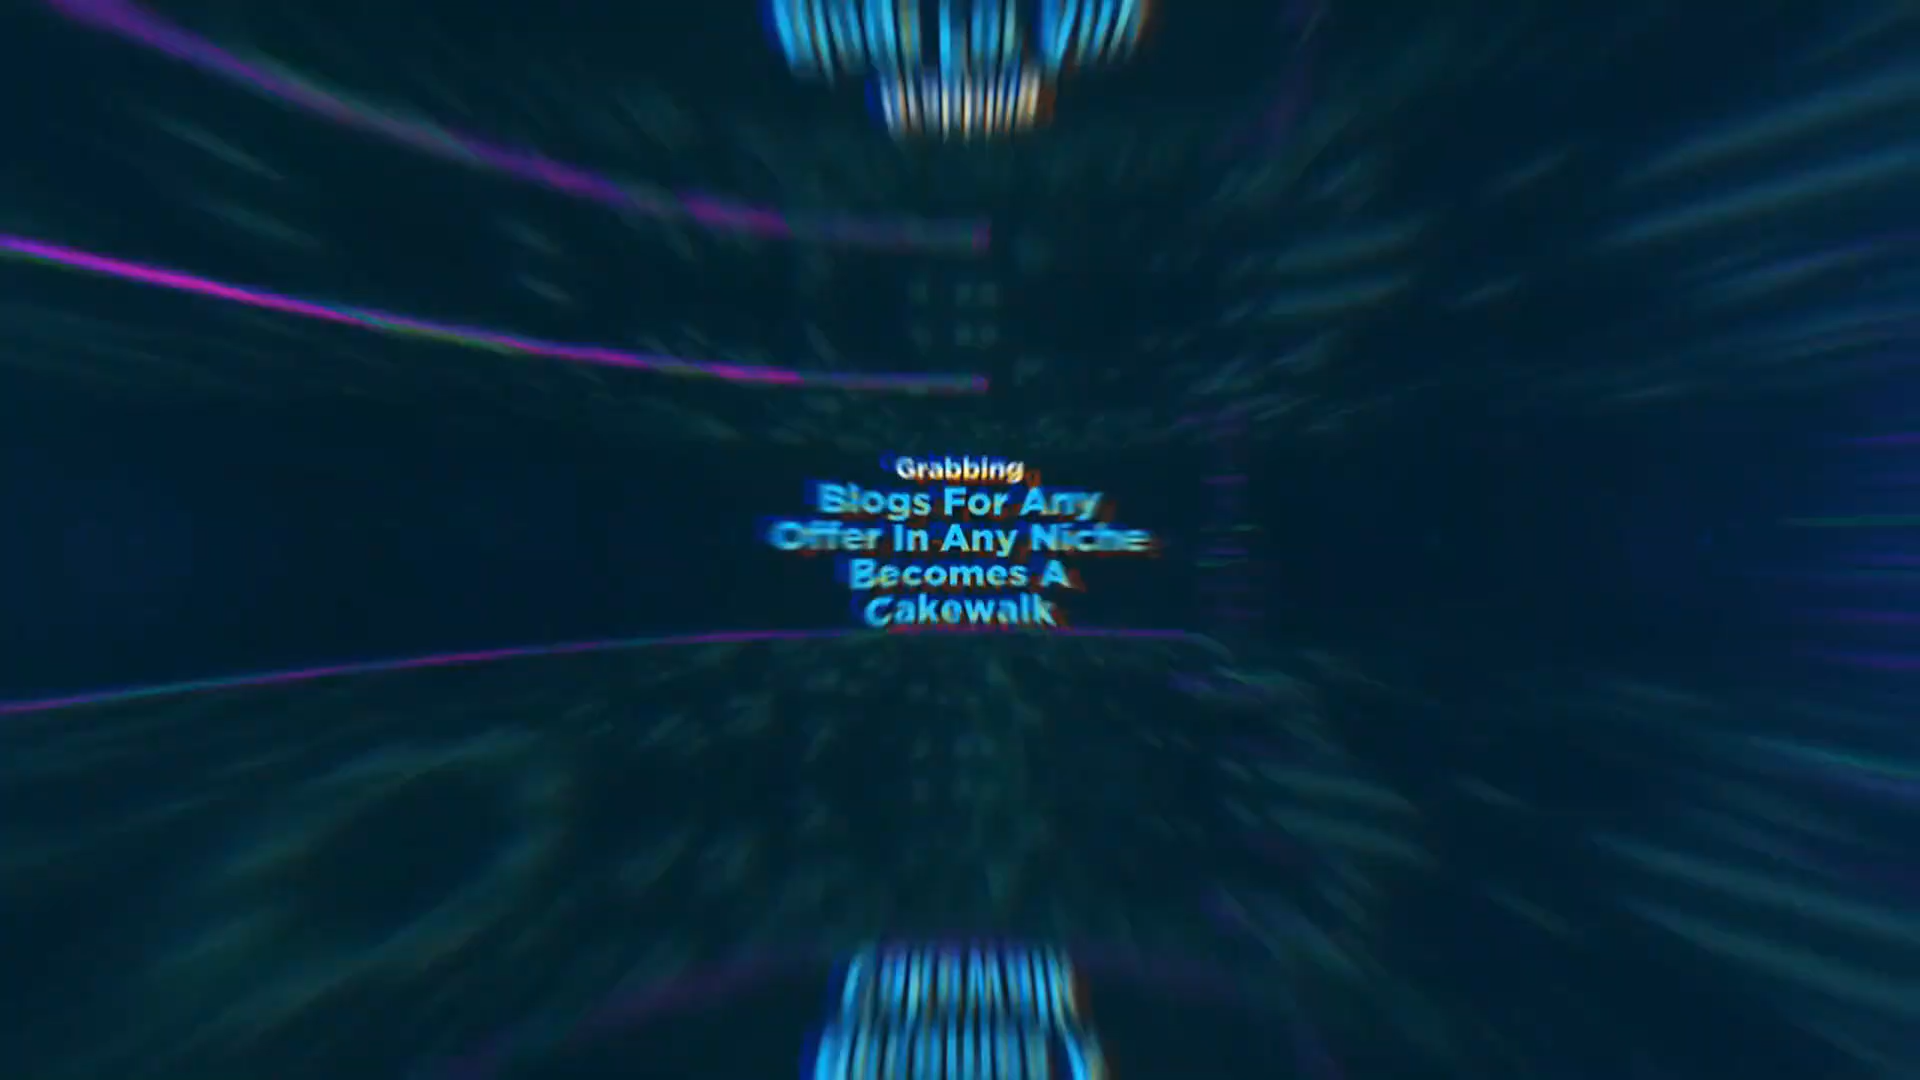 Grabbing
Blogs For Any
Offer In Any Niche
Becomes A
Cakewalk